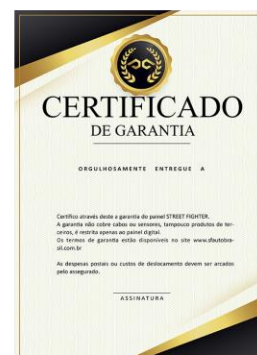 CERTIFICADO
DE GARANTIA
ORGULHOSAMENTE ENTREGUE A
Certifico através deste a garantia do painel STREET FIGHTER.
A garantia não cobre cabos ou sensores, tampouco produtos de ter-
ceiros, é restrita apenas ao painel digital.
Os termos de garantia estão disponíveis no site www.sfautobra-
sil.com.br
As despesas postais ou custos de deslocamento devem ser arcados
pelo assegurado.
ASSINATURA